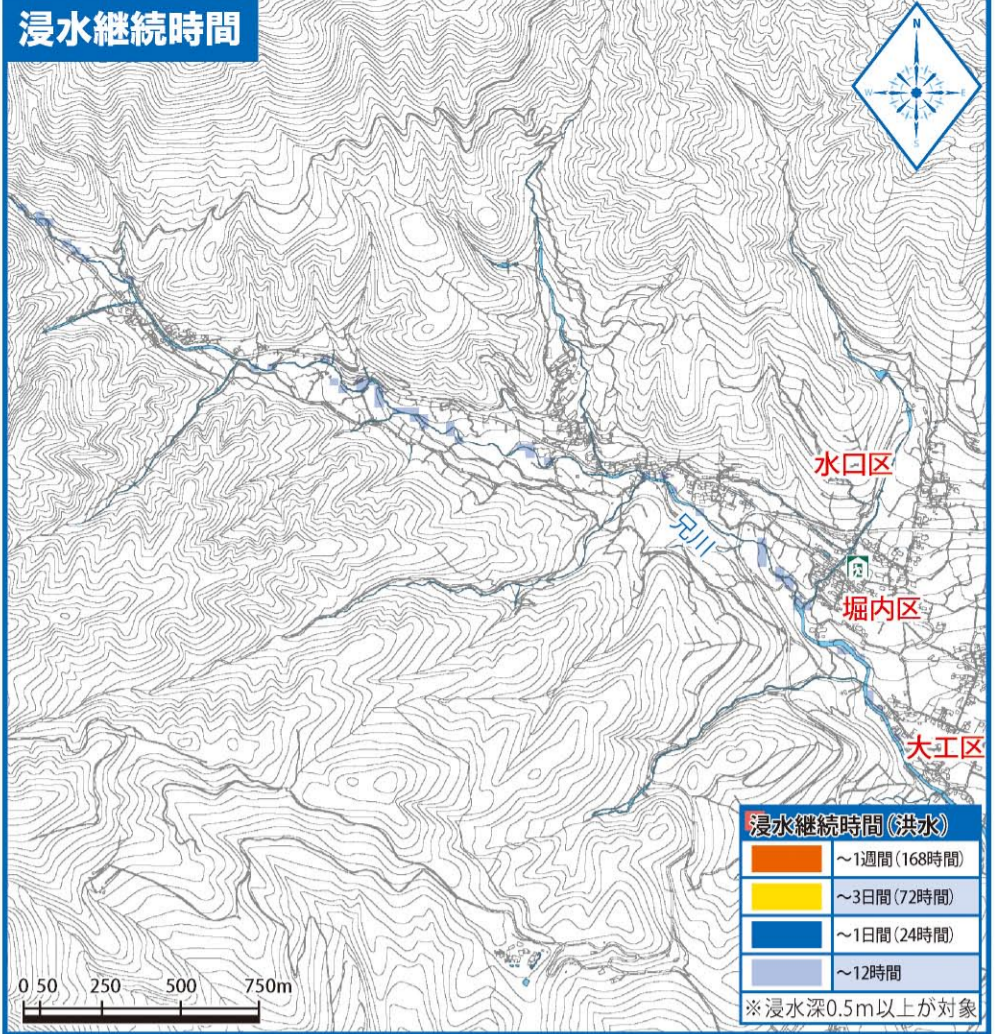 浸水継続時間
N
W E
S
水口区
兄川
堀内区
大工区
浸水継続時間(洪水)
～1週間(168時間)
～3日間(72時間)
～1日間(24時間)
～12時間
※浸水深0.5m以上が対象
0 50 250 500 750m